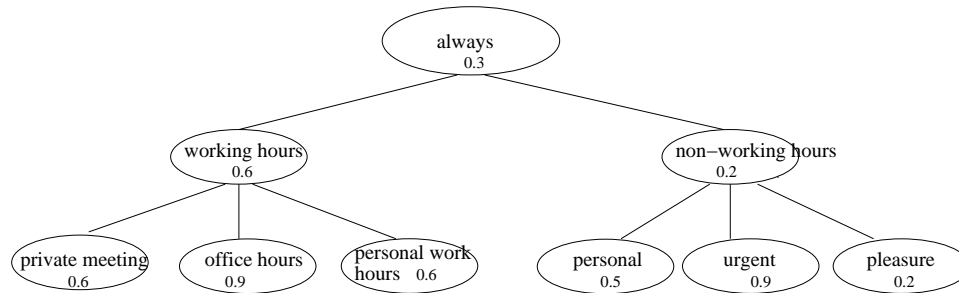 always
0.3
working hours
0.6
non−working hours
0.2
private meeting
0.6
office hours
0.9
personal work
hours 0.6
personal
0.5
urgent
0.9
pleasure
0.2